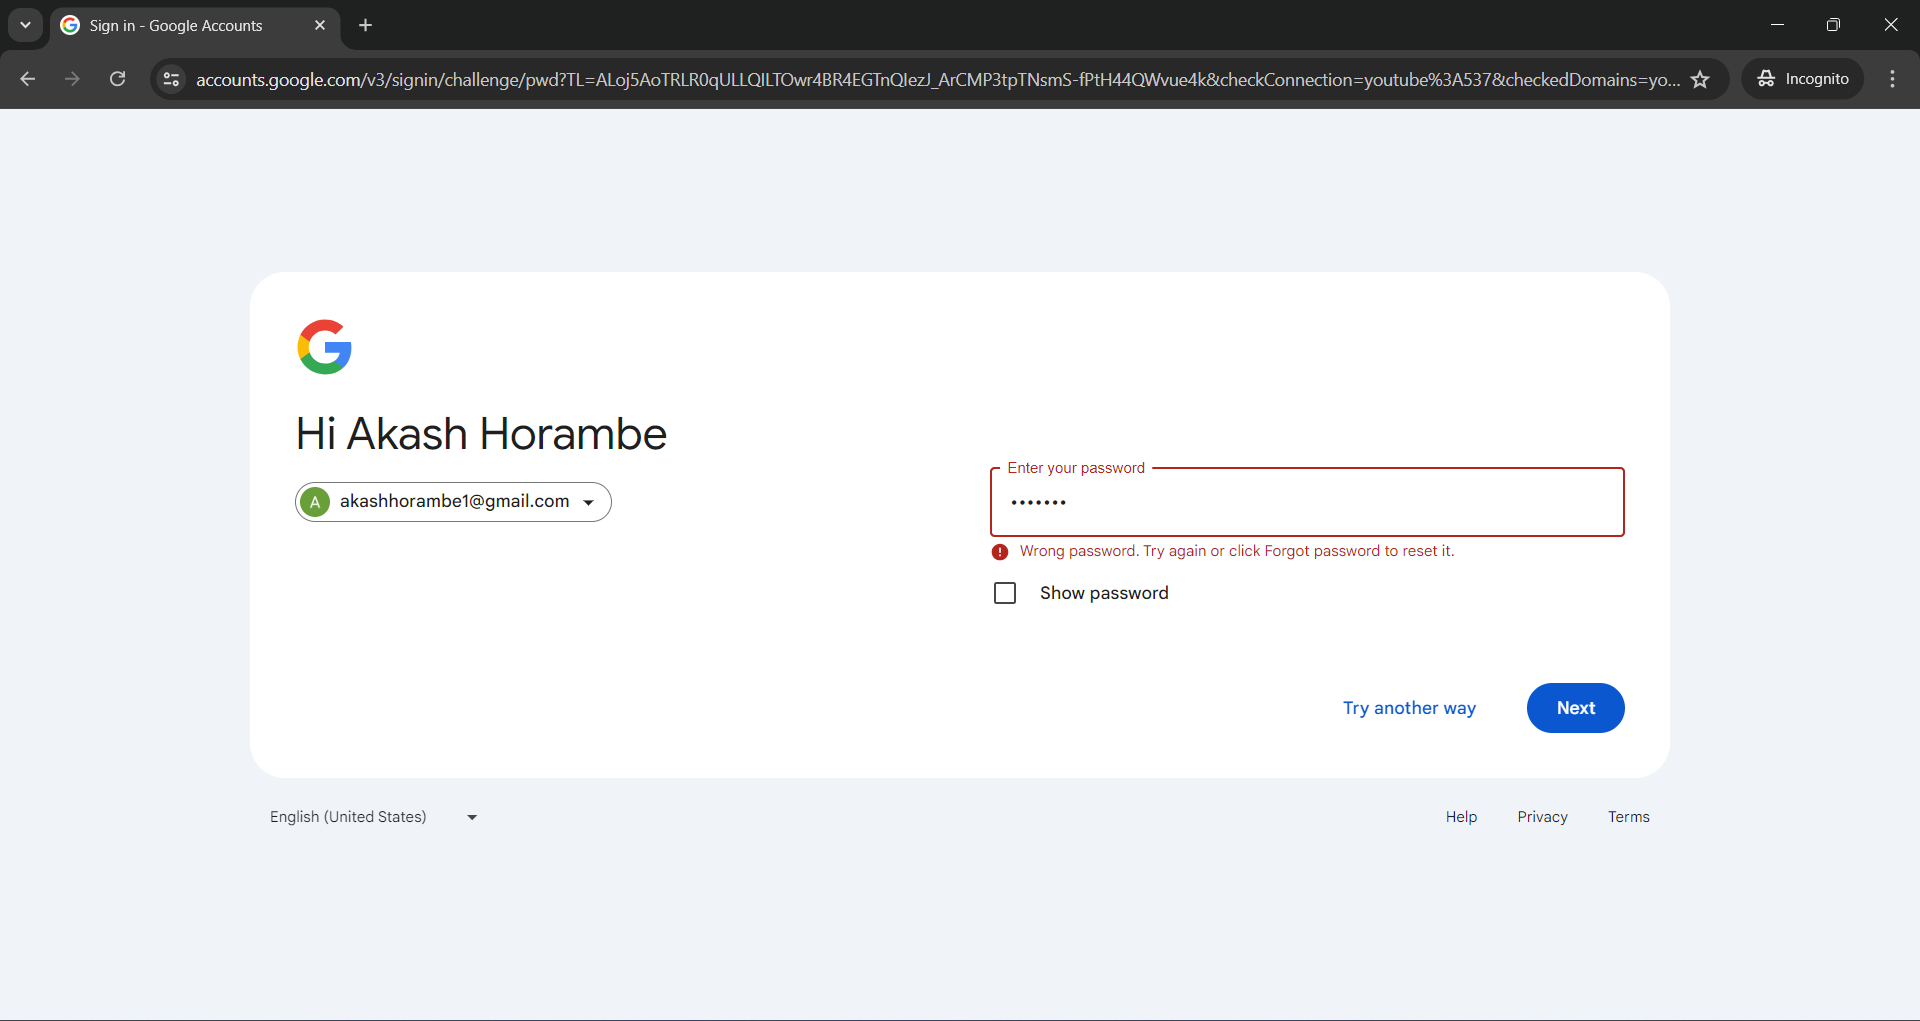 Sign in - Google Accounts
accounts.google.com/v3/signin/challenge/pwd?TL=ALoj5AoTRLR0qULLQILTOwr4BR4EGTnQIezJ_ArCMP3tpTNsmS-fPtH44QWvue4k&checkConnection=youtube%3A537&checkedDomains=yo...
Incognito
Hi Akash Horambe
A
akashhorambe1@gmail.com
Enter your password
•••••••
Wrong password. Try again or click Forgot password to reset it.
Show password
Try another way
Next
English (United States)
Help
Privacy
Terms